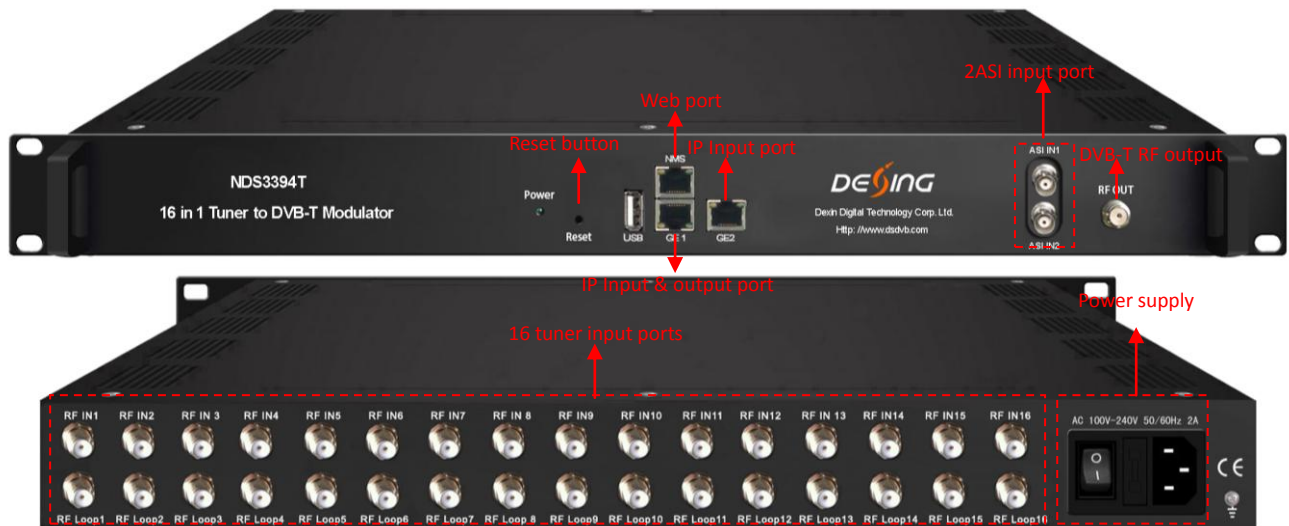 2ASI input port
Web port
Reset button
IP Input port
DVB-T RF output
NDS3394T
16 in 1 Tuner to DVB-T Modulator
Power
Reset
USB
NMS
GE1
GE2
DESING
Dexin Digital Technology Corp. Ltd.
Http: //www.dsdvb.com
ASI IN1
ASI IN2
RF OUT
IP Input & output port
Power supply
16 tuner input ports
RF IN1 RF IN2 RF IN 3 RF IN4 RF IN5 RF IN6 RF IN7 RF IN 8 RF IN9 RF IN10 RF IN11 RF IN12 RF IN 13 RF IN14 RF IN15 RF IN16
RF Loop1 RF Loop2 RF Loop3 RF Loop4 RF Loop5 RF Loop6 RF Loop7 RF Loop 8 RF Loop9 RF Loop10 RF Loop11 RF Loop12 RF Loop13 RF Loop14 RF Loop15 RF Loop16
AC 100V-240V 50/60Hz 2A
O
I
CE